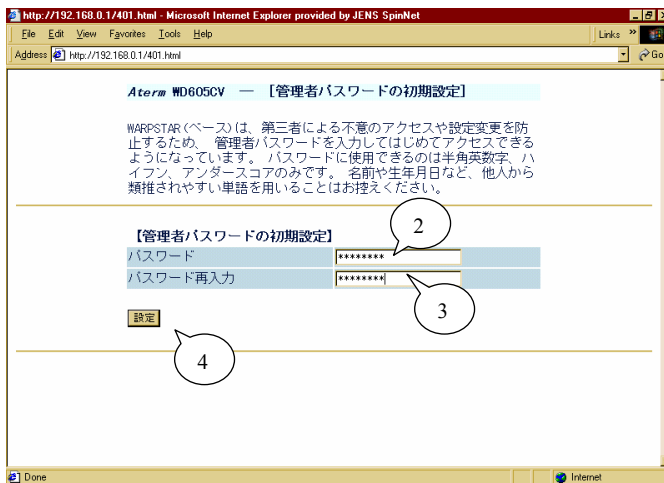 http://192.168.0.1/401.html - Microsoft Internet Explorer provided by JENS SpinNet
File Edit View Favorites Tools Help Links »
Address http://192.168.0.1/401.html Go
Aterm WD605CV — [管理者パスワードの初期設定]
WARPSTAR(ベース)は、第三者による不意のアクセスや設定変更を防
止するため、 管理者パスワードを入力してはじめてアクセスできる
ようになっています。 パスワードに使用できるのは半角英数字、ハ
イフン、アンダースコアのみです。 名前や生年月日など、他人から
類推されやすい単語を用いることはお控えください。
【管理者パスワードの初期設定】
2
パスワード ********
パスワード再入力 ********
3
設定
4
Done Internet